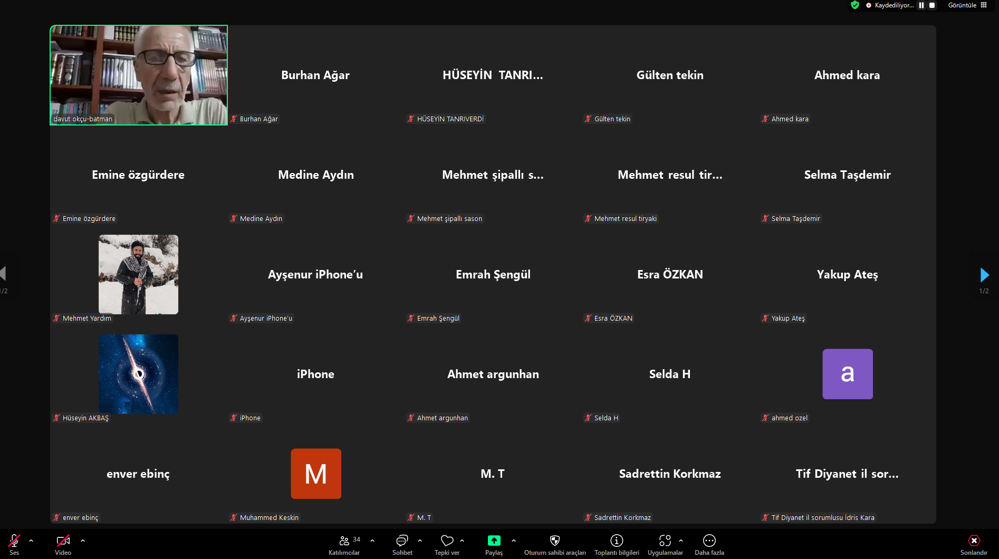 Kaydediliyor...
Görüntüle
davut okçu-batman
Burhan Ağar
Burhan Ağar
HÜSEYİN TANRI...
HÜSEYİN TANRIVERDİ
Gülten tekin
Gülten tekin
Ahmed kara
Ahmed kara
Emine özgürdere
Emine özgürdere
Medine Aydın
Medine Aydın
Mehmet şipallı s...
Mehmet şipallı sason
Mehmet resul tir...
Mehmet resul tiryaki
Selma Taşdemir
Selma Taşdemir
Mehmet Yardım
Ayşenur iPhone’u
Ayşenur iPhone'u
Emrah Şengül
Emrah Şengül
Esra ÖZKAN
Esra ÖZKAN
Yakup Ateş
Yakup Ateş
1/2
1/2
Hüseyin AKBAŞ
iPhone
iPhone
Ahmet argunhan
Ahmet argunhan
Selda H
Selda H
a
ahmed ozel
enver ebinç
enver ebinç
M
Muhammed Keskin
M. T
M. T
Sadrettin Korkmaz
Sadrettin Korkmaz
Tif Diyanet il sor...
Tif Diyanet il sorumlusu İdris Kara
Ses
Video
34
Katılımcılar
Sohbet
Tepki ver
Paylaş
Oturum sahibi araçları
Toplantı bilgileri
Uygulamalar
Daha fazla
Sonlandır